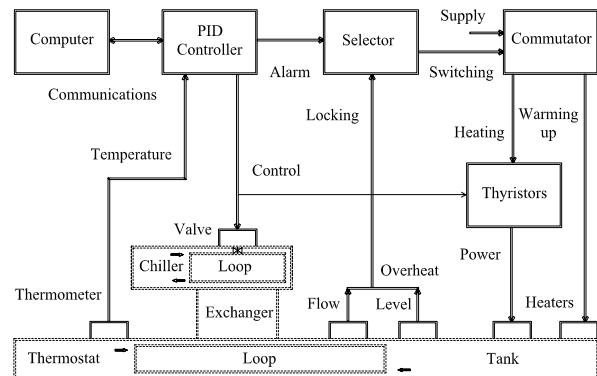 Supply
Computer
PID
Controller
Selector
Commutator
Alarm
Switching
Communications
Locking
Warming
up
Heating
Temperature
Control
Thyristors
Valve
Power
Chiller
Loop
Overheat
Thermometer
Exchanger
Flow
Level
Heaters
Thermostat
Loop
Tank